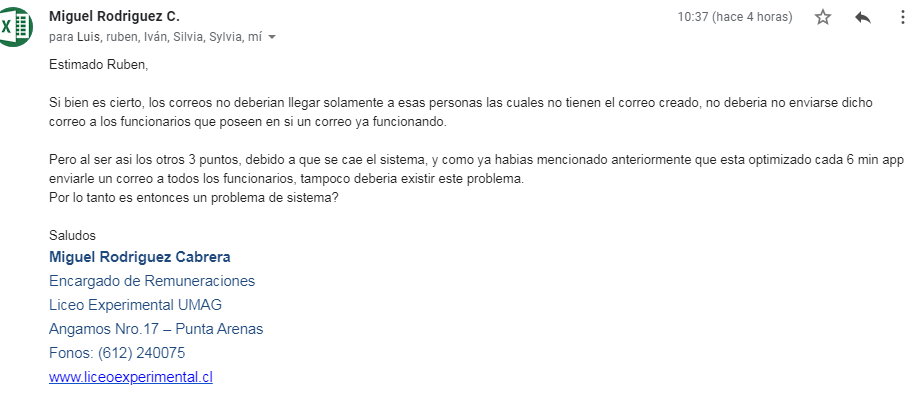 Miguel Rodriguez C.
10:37 (hace 4 horas)
para Luis, ruben, Iván, Silvia, Sylvia, mí
Estimado Ruben,
Si bien es cierto, los correos no deberian llegar solamente a esas personas las cuales no tienen el correo creado, no deberia no enviarse dicho
correo a los funcionarios que poseen en si un correo ya funcionando.
Pero al ser asi los otros 3 puntos, debido a que se cae el sistema, y como ya habias mencionado anteriormente que esta optimizado cada 6 min app
enviarle un correo a todos los funcionarios, tampoco deberia existir este problema.
Por lo tanto es entonces un problema de sistema?
Saludos
Miguel Rodriguez Cabrera
Encargado de Remuneraciones
Liceo Experimental UMAG
Angamos Nro.17 – Punta Arenas
Fonos: (612) 240075
www.liceoexperimental.cl